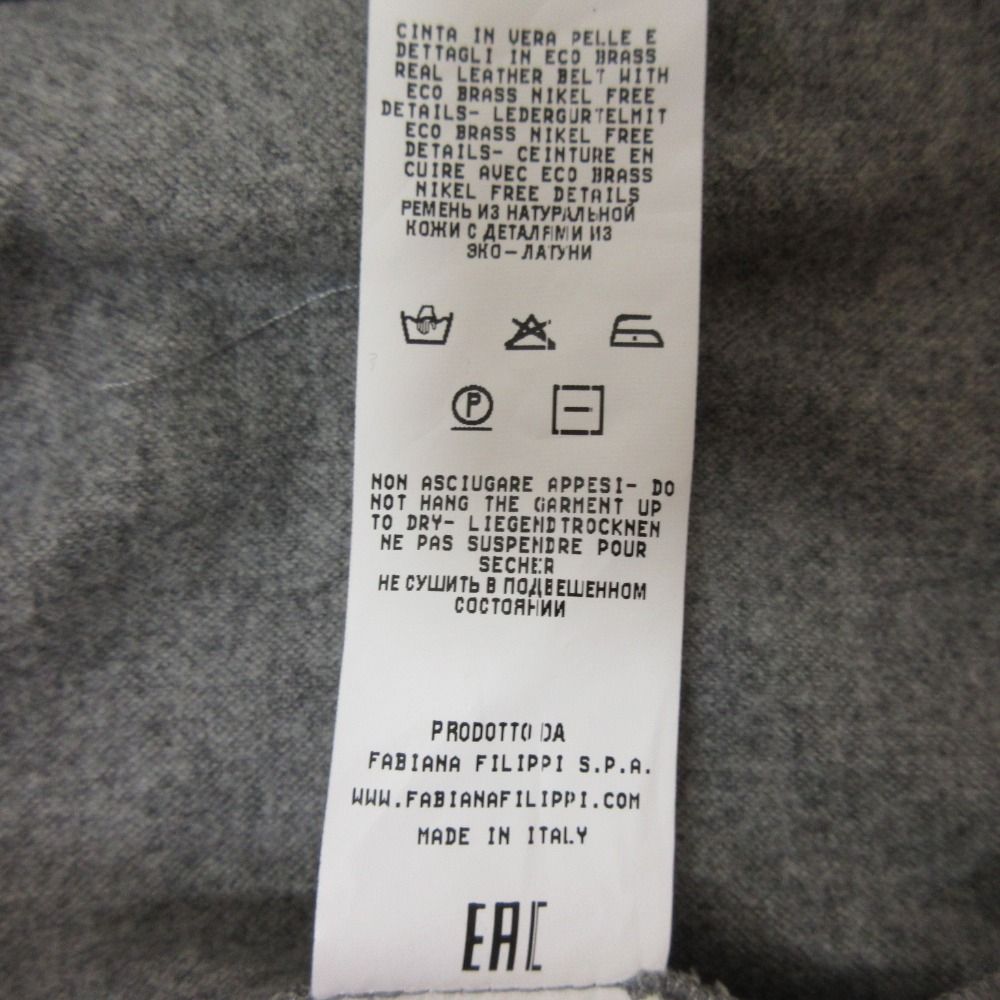 CINTA IN VERA PELLE E
DETTAGLI IN ECO BRASS
REAL LEATHER BELT WITH
ECO BRASS NIKEL FREE
DETAILS- LEDERGURTELMIT
ECO BRASS NIKEL FREE
DETAILS- CEINTURE EN
CUIRE AVEC ECO BRASS
NIKEL FREE DETAILS
РЕМЕНЬ ИЗ НАТУРАЛЬНОЙ
КОЖИ С ДЕТАЛЯМИ ИЗ
ЭКО-ЛАТУНИ
P
NON ASCIUGARE APPESI- DO
NOT HANG THE GARMENT UP
TO DRY- LIEGENDTROCKNEN
NE PAS SUSPENDRE POUR
SECHER
НЕ СУШИТЬ В ПОДВЕШЕННОМ
СОСТОЯНИИ
PRODOTTO DA
FABIANA FILIPPI S.P.A.
WWW.FABIANAFILIPPI.COM
MADE IN ITALY
EAC